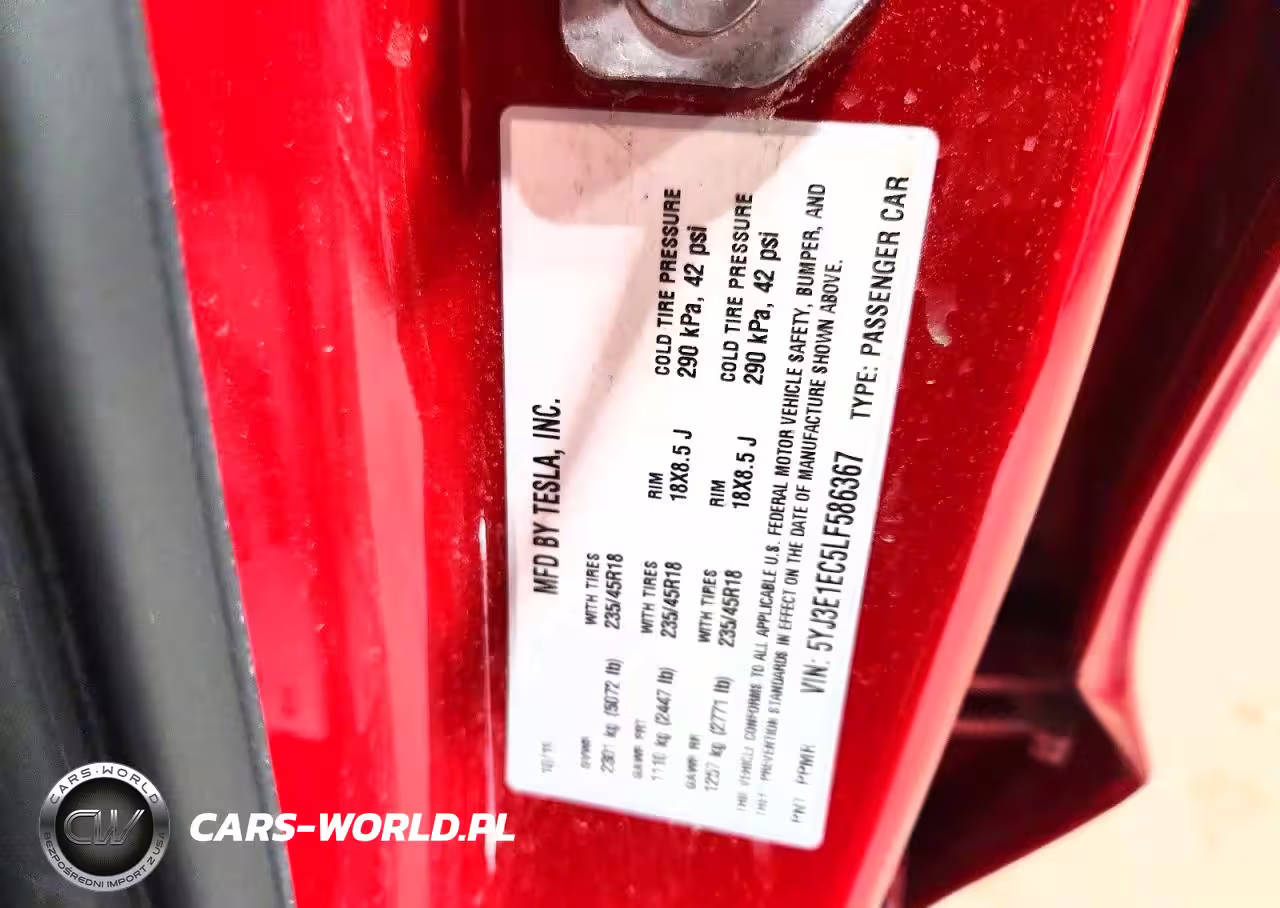 MFD BY TESLA, INC.
GVWR WITH TIRES
2301 kg (5072 lb) 235/45R18
GAWR FRT WITH TIRES RIM COLD TIRE PRESSURE
1110 kg (2447 lb) 235/45R18 18X8.5 J 290 kPa, 42 psi
GAWR RR WITH TIRES RIM COLD TIRE PRESSURE
1257 kg (2771 lb) 235/45R18 18X8.5 J 290 kPa, 42 psi
THIS VEHICLE CONFORMS TO ALL APPLICABLE U.S. FEDERAL MOTOR VEHICLE SAFETY, BUMPER, AND
THEFT PREVENTION STANDARDS IN EFFECT ON THE DATE OF MANUFACTURE SHOWN ABOVE.
PNT PPMR VIN: 5YJ3E1EC5LF586367 TYPE: PASSENGER CAR
CARS-WORLD
CW
BEZPOŚREDNI IMPORT Z USA
CARS-WORLD.PL